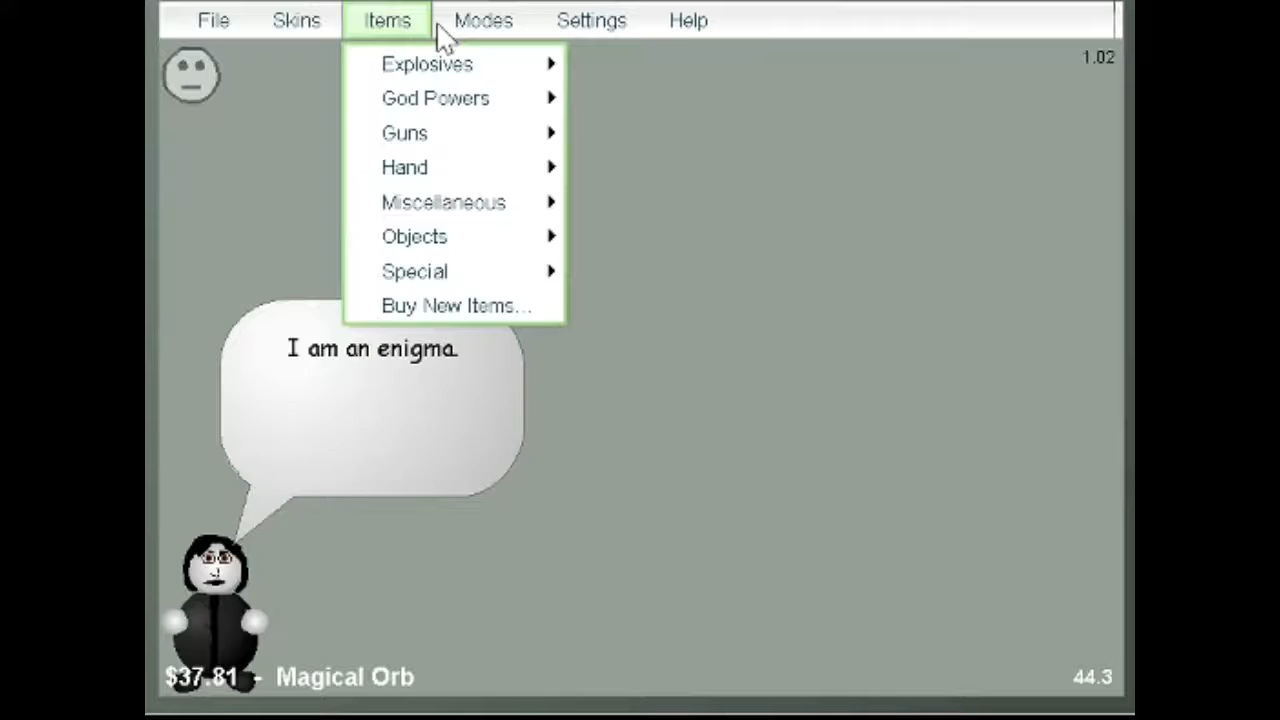 File Skins Items Modes Settings Help
1.02
Explosives
God Powers
Guns
Hand
Miscellaneous
Objects
Special
Buy New Items...
I am an enigma.
$37.81 - Magical Orb
44.3